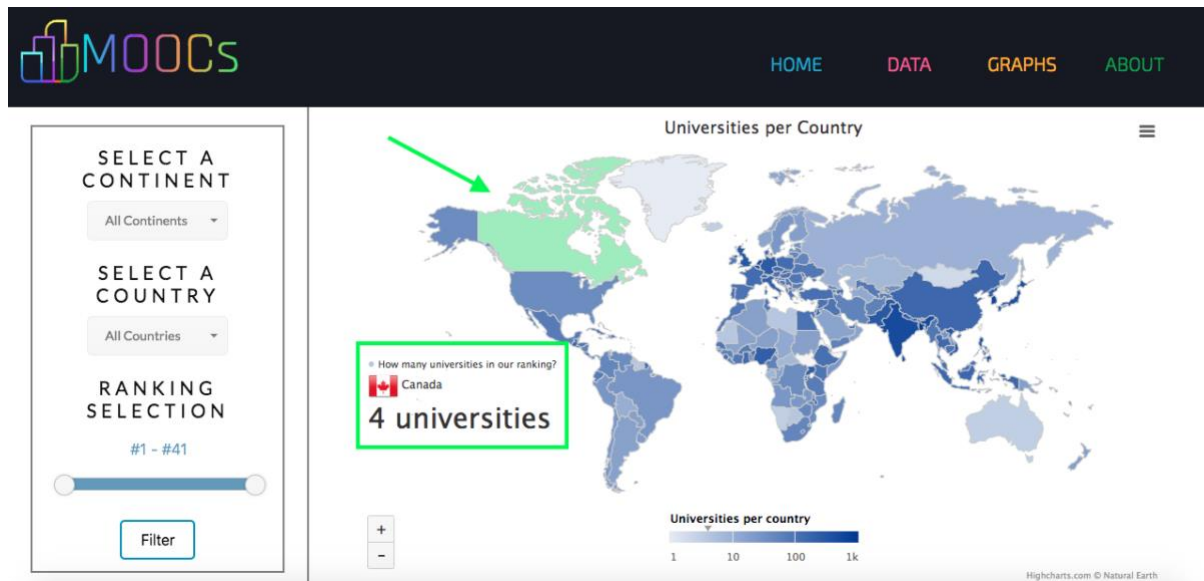 MOOCs
HOME DATA GRAPHS ABOUT
SELECT A
CONTINENT
All Continents
SELECT A
COUNTRY
All Countries
RANKING
SELECTION
#1 - #41
Filter
Universities per Country
How many universities in our ranking?
Canada
4 universities
+
-
Universities per country
1 10 100 1k
Highcharts.com © Natural Earth